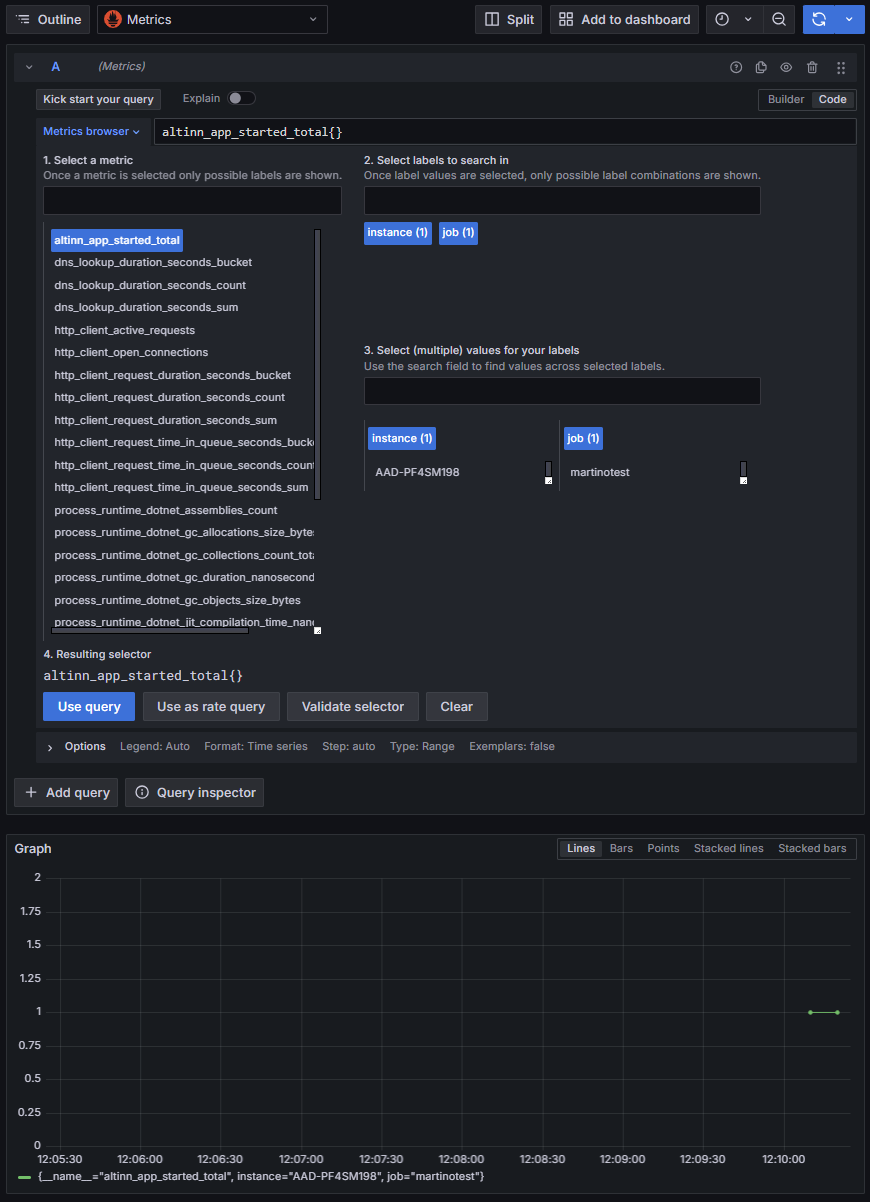 Outline
Metrics
Split
Add to dashboard
A
(Metrics)
Kick start your query
Explain
Builder
Code
Metrics browser
altinn_app_started_total{}
1. Select a metric
Once a metric is selected only possible labels are shown.
altinn_app_started_total
dns_lookup_duration_seconds_bucket
dns_lookup_duration_seconds_count
dns_lookup_duration_seconds_sum
http_client_active_requests
http_client_open_connections
http_client_request_duration_seconds_bucket
http_client_request_duration_seconds_count
http_client_request_duration_seconds_sum
http_client_request_time_in_queue_seconds_bucke
http_client_request_time_in_queue_seconds_count
http_client_request_time_in_queue_seconds_sum
process_runtime_dotnet_assemblies_count
process_runtime_dotnet_gc_allocations_size_bytes
process_runtime_dotnet_gc_collections_count_tota
process_runtime_dotnet_gc_duration_nanosecond
process_runtime_dotnet_gc_objects_size_bytes
process_runtime_dotnet_jit_compilation_time_nano
2. Select labels to search in
Once label values are selected, only possible label combinations are shown.
instance (1)
job (1)
3. Select (multiple) values for your labels
Use the search field to find values across selected labels.
instance (1)
AAD-PF4SM198
job (1)
martinotest
4. Resulting selector
altinn_app_started_total{}
Use query
Use as rate query
Validate selector
Clear
Options
Legend: Auto
Format: Time series
Step: auto
Type: Range
Exemplars: false
Add query
Query inspector
Graph
Lines
Bars
Points
Stacked lines
Stacked bars
2
1.75
1.5
1.25
1
0.75
0.5
0.25
0
12:05:30
12:06:00
12:06:30
12:07:00
12:07:30
12:08:00
12:08:30
12:09:00
12:09:30
12:10:00
{__name__="altinn_app_started_total", instance="AAD-PF4SM198", job="martinotest"}